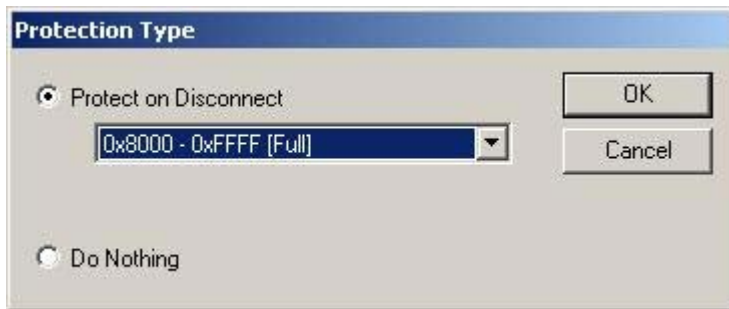 Protection Type
Protect on Disconnect
OK
0x8000 - 0xFFFF [Full]
Cancel
Do Nothing